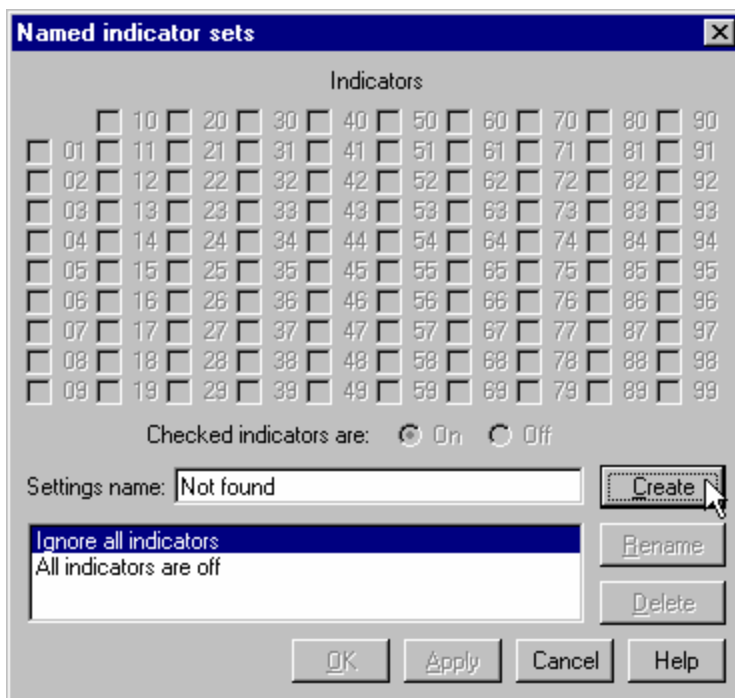 Named indicator sets
Indicators
10 20 30 40 50 60 70 80 90
01 11 21 31 41 51 61 71 81 91
02 12 22 32 42 52 62 72 82 92
03 13 23 33 43 53 63 73 83 93
04 14 24 34 44 54 64 74 84 94
05 15 25 35 45 55 65 75 85 95
06 16 26 36 46 56 66 76 86 96
07 17 27 37 47 57 67 77 87 97
08 18 28 38 48 58 68 78 88 98
09 19 29 39 49 59 69 79 89 99
Checked indicators are: On Off
Settings name: Not found Create
Ignore all indicators Rename
All indicators are off
Delete
OK Apply Cancel Help